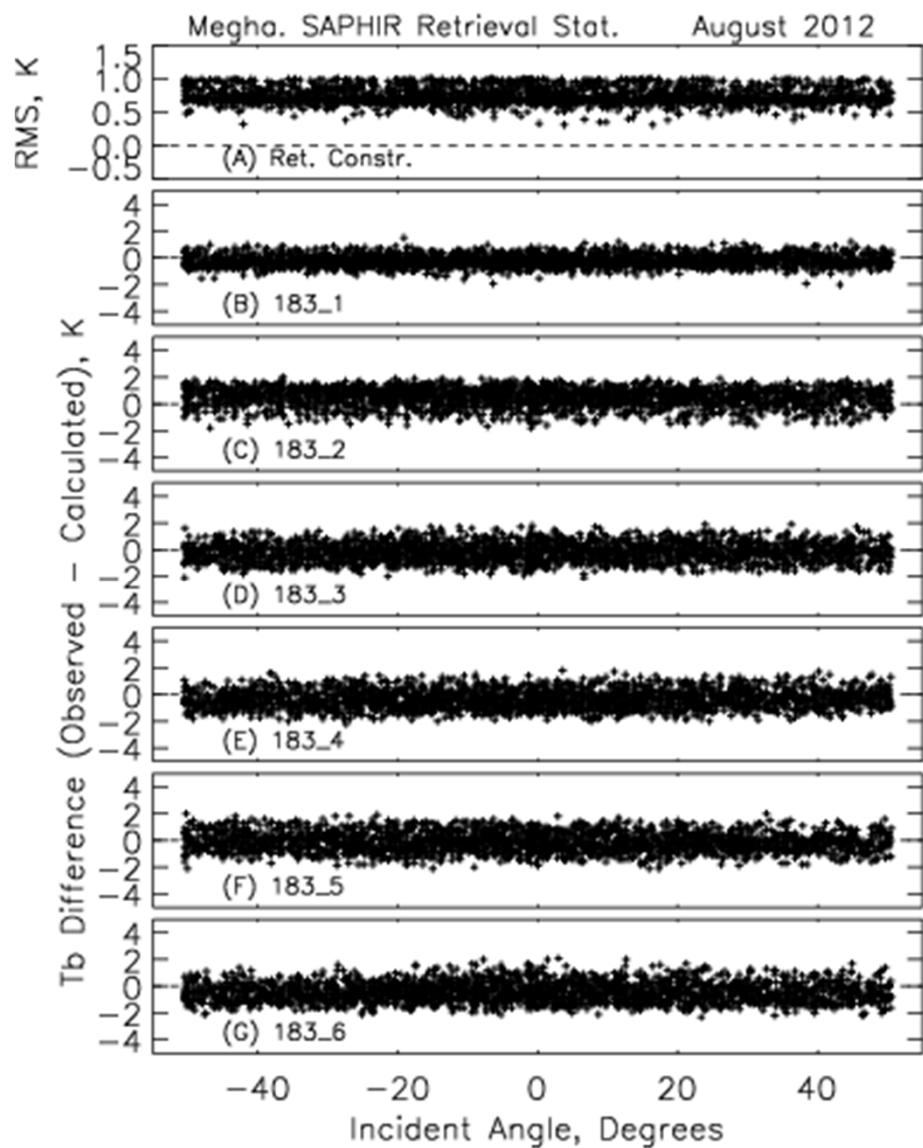 Megha. SAPHIR Retrieval Stat. August 2012
RMS, K
1.5
1.0
0.5
0.0
−0.5
(A) Ret. Constr.
Tb Difference (Observed − Calculated), K
4
2
0
−2
−4
(B) 183_1
4
2
0
−2
−4
(C) 183_2
4
2
0
−2
−4
(D) 183_3
4
2
0
−2
−4
(E) 183_4
4
2
0
−2
−4
(F) 183_5
4
2
0
−2
−4
(G) 183_6
−40 −20 0 20 40
Incident Angle, Degrees